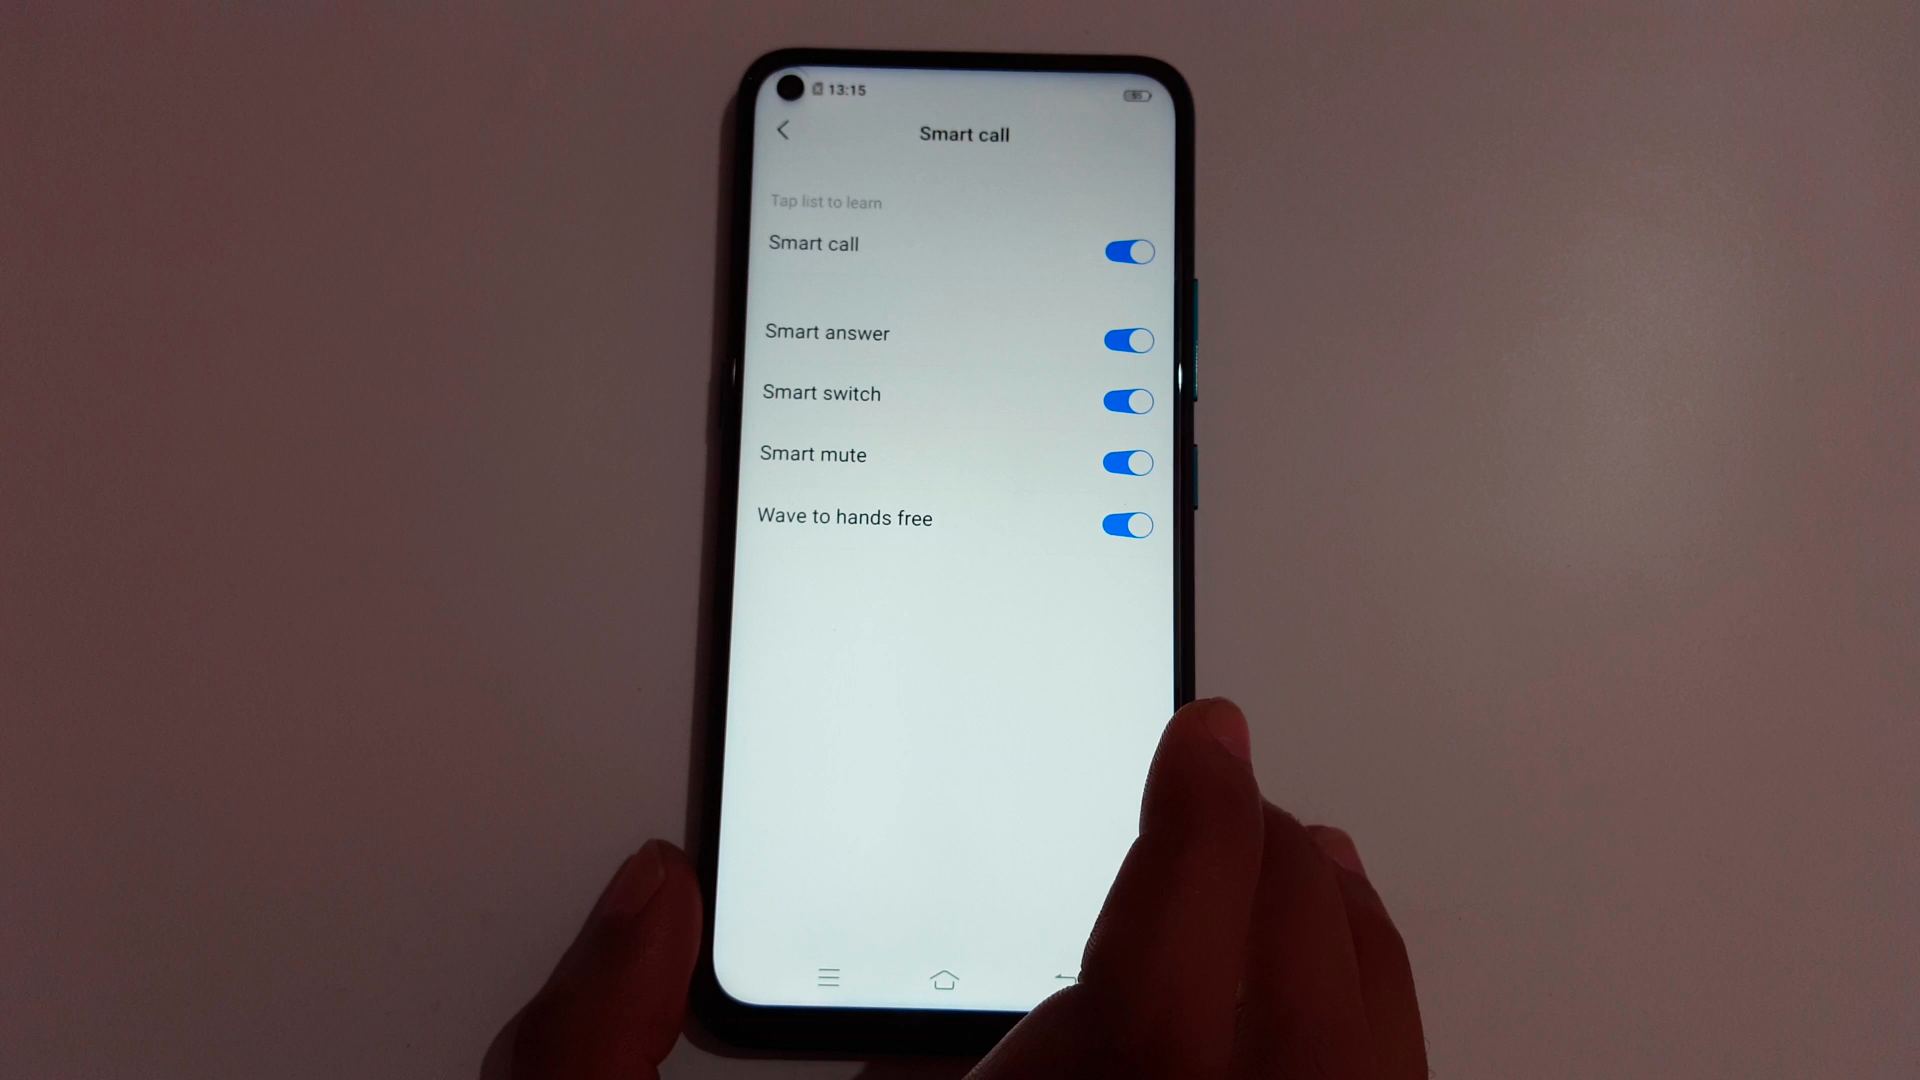 13:15
Smart call
Tap list to learn
Smart call
Smart answer
Smart switch
Smart mute
Wave to hands free